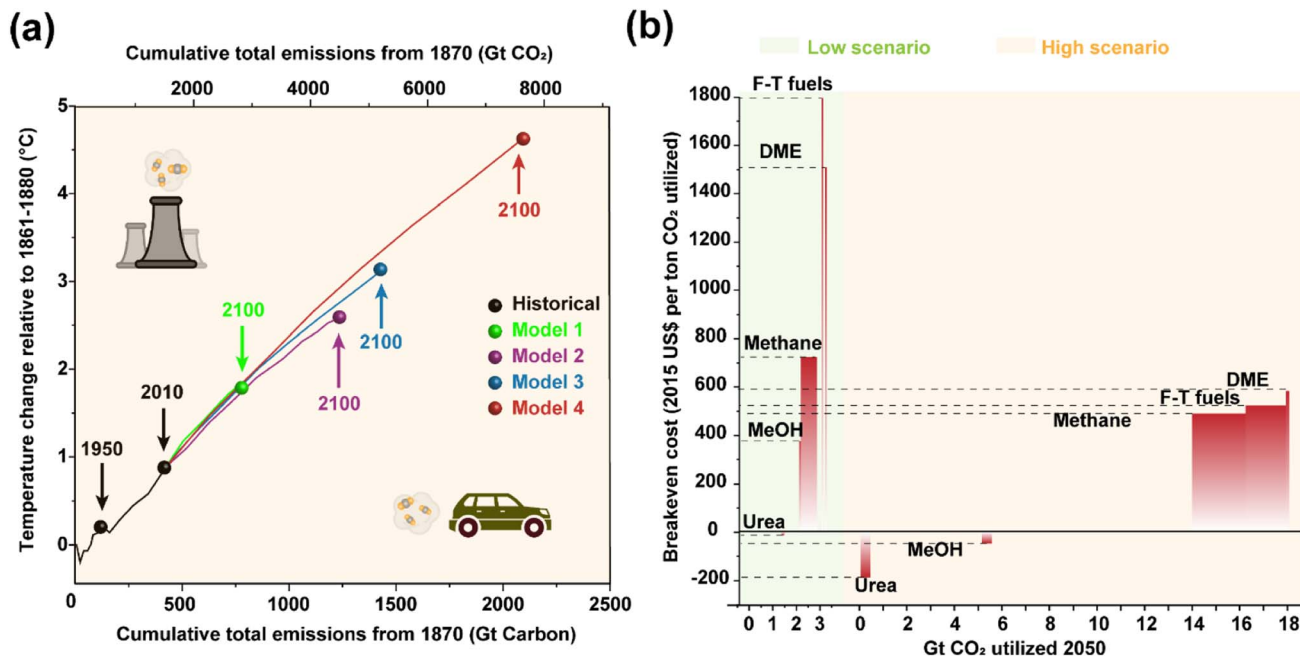 (a)
Cumulative total emissions from 1870 (Gt CO₂)
2000 4000 6000 8000
Temperature change relative to 1861-1880 (°C)
5
4
3
2
1
0
2100
2100
2100
2100
2010
1950
Historical
Model 1
Model 2
Model 3
Model 4
0 500 1000 1500 2000 2500
Cumulative total emissions from 1870 (Gt Carbon)
(b)
Low scenario
High scenario
Breakeven cost (2015 US$ per ton CO₂ utilized)
1800
1600
1400
1200
1000
800
600
400
200
0
-200
F-T fuels
DME
Methane
MeOH
Urea
DME
F-T fuels
Methane
MeOH
Urea
0 1 2 3 0 2 4 6 8 10 12 14 16 18
Gt CO₂ utilized 2050